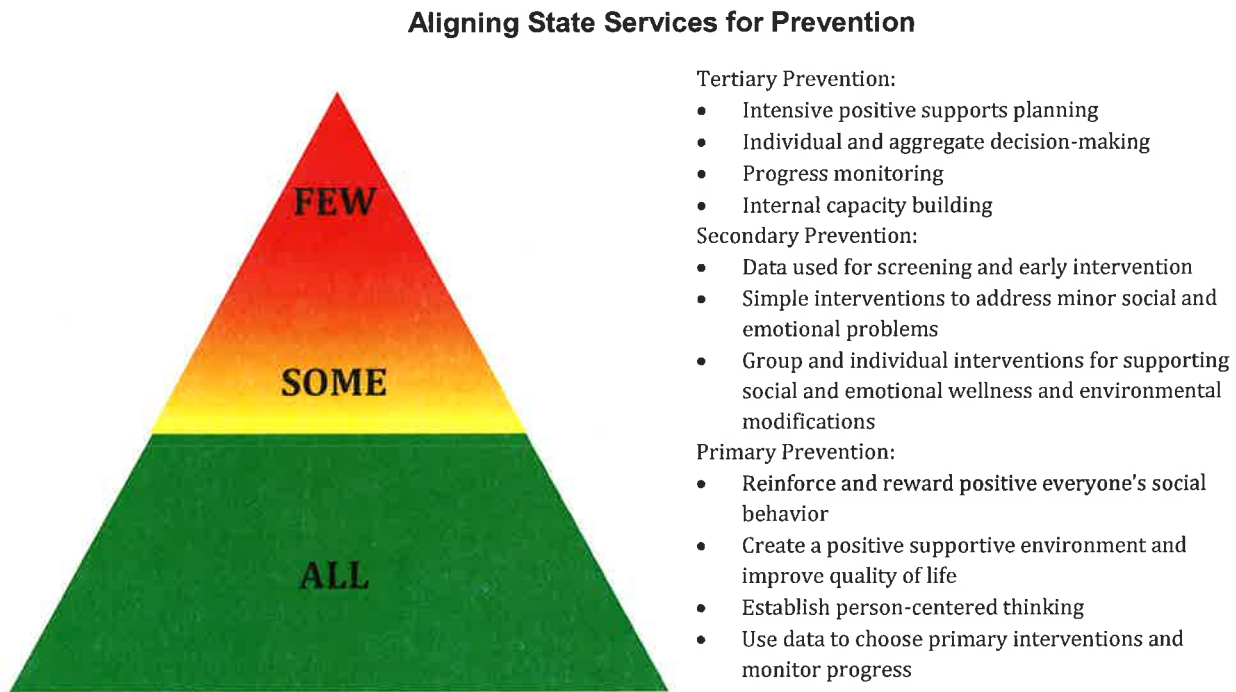 Aligning State Services for Prevention
FEW
SOME
ALL
Tertiary Prevention:
• Intensive positive supports planning
• Individual and aggregate decision-making
• Progress monitoring
• Internal capacity building
Secondary Prevention:
• Data used for screening and early intervention
• Simple interventions to address minor social and
emotional problems
• Group and individual interventions for supporting
social and emotional wellness and environmental
modifications
Primary Prevention:
• Reinforce and reward positive everyone's social
behavior
• Create a positive supportive environment and
improve quality of life
• Establish person-centered thinking
• Use data to choose primary interventions and
monitor progress